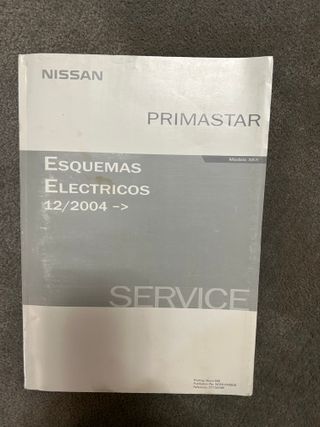 NISSAN
PRIMASTAR
ESQUEMAS
ELECTRICOS
12/2004 ->
SERVICE